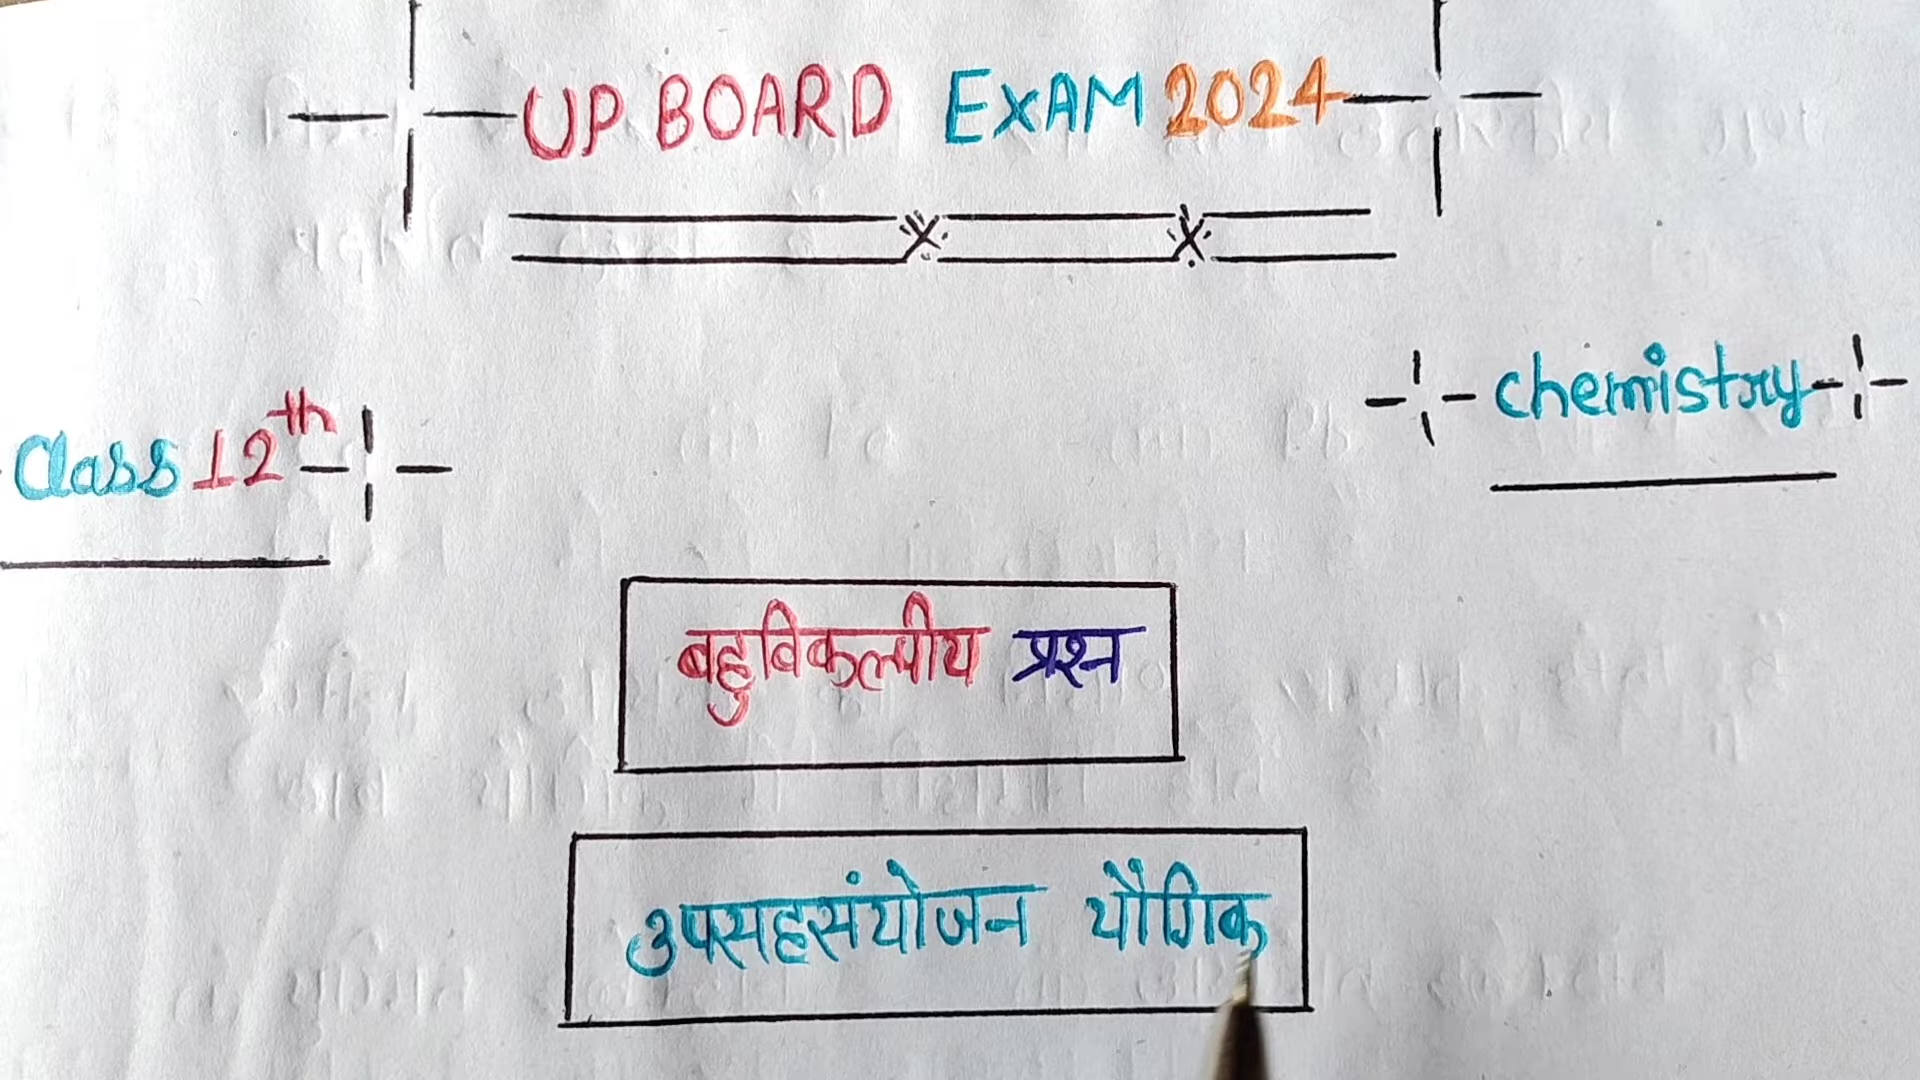 UP BOARD EXAM 2024
Chemistry
Class 12th
बहुविकल्पीय प्रश्न
उपसहसंयोजन यौगिक